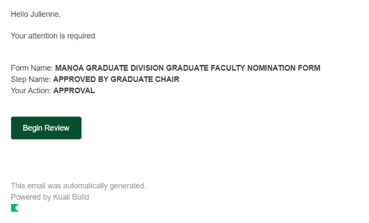 Hello Julienne,
Your attention is required
Form Name: MANOA GRADUATE DIVISION GRADUATE FACULTY NOMINATION FORM
Step Name: APPROVED BY GRADUATE CHAIR
Your Action: APPROVAL
Begin Review
This email was automatically generated.
Powered by Kuali Build